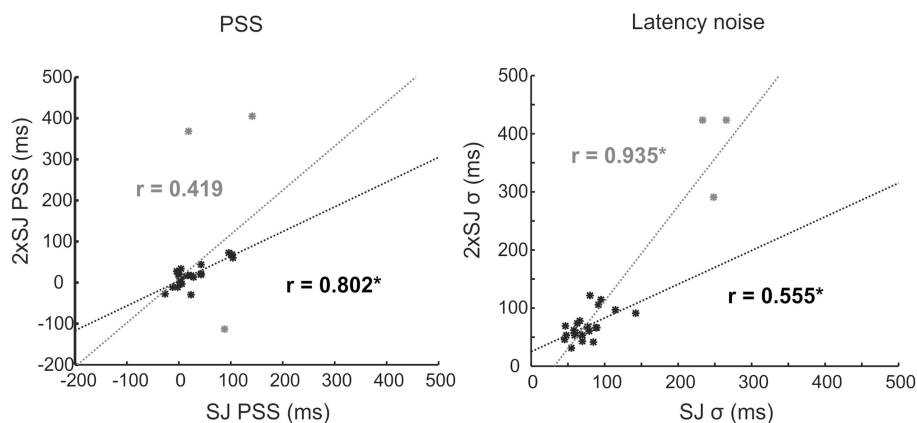 PSS
500
400
300
200
100
0
-100
-200
-200 -100 0 100 200 300 400 500
2xSJ PSS (ms)
SJ PSS (ms)
r = 0.419
r = 0.802*
Latency noise
500
400
300
200
100
0
0 100 200 300 400 500
2xSJ σ (ms)
SJ σ (ms)
r = 0.935*
r = 0.555*